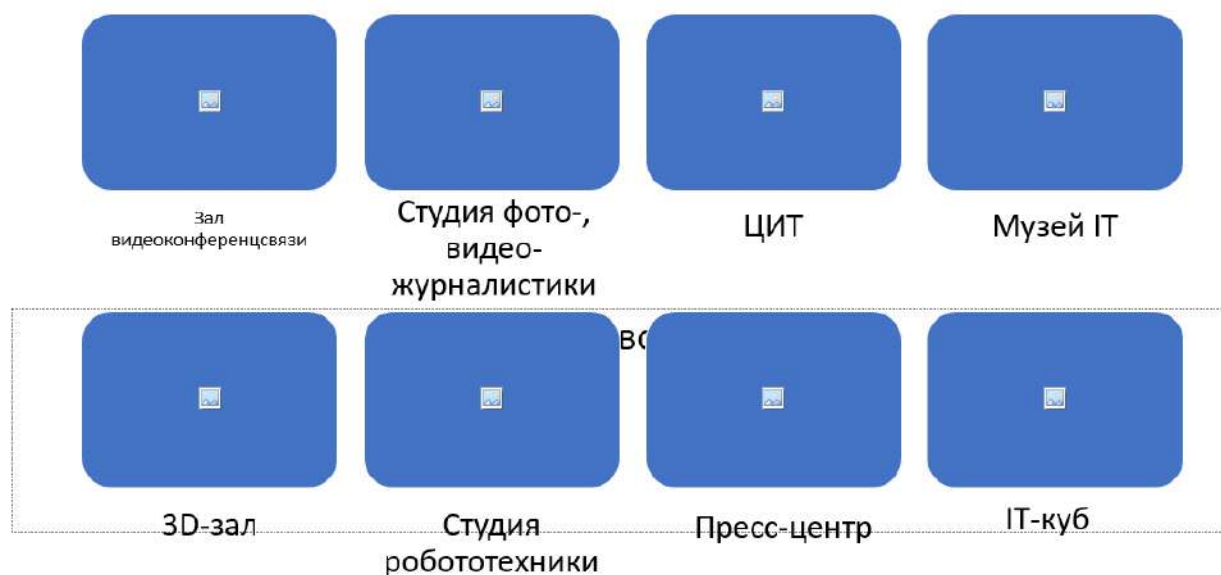 Зал
видеоконференцсвязи
Студия фото-,
видео-
журналистики
ЦИТ
Музей IT
3D-зал
Студия
робототехники
Пресс-центр
IT-куб